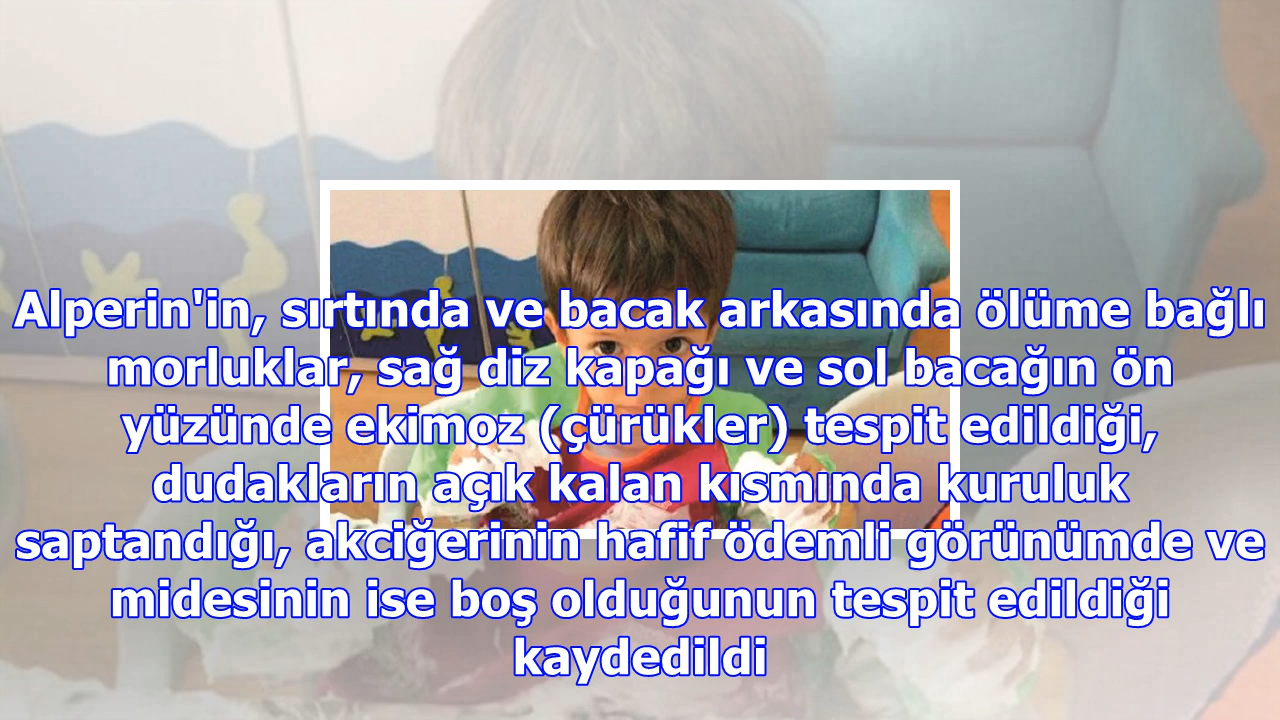 Alperin'in, sırtında ve bacak arkasında ölüme bağlı
morluklar, sağ diz kapağı ve sol bacağın ön
yüzünde ekimoz (çürükler) tespit edildiği,
dudakların açık kalan kısmında kuruluk
saptandığı, akciğerinin hafif ödemli görünümde ve
midesinin ise boş olduğunun tespit edildiği
kaydedildi